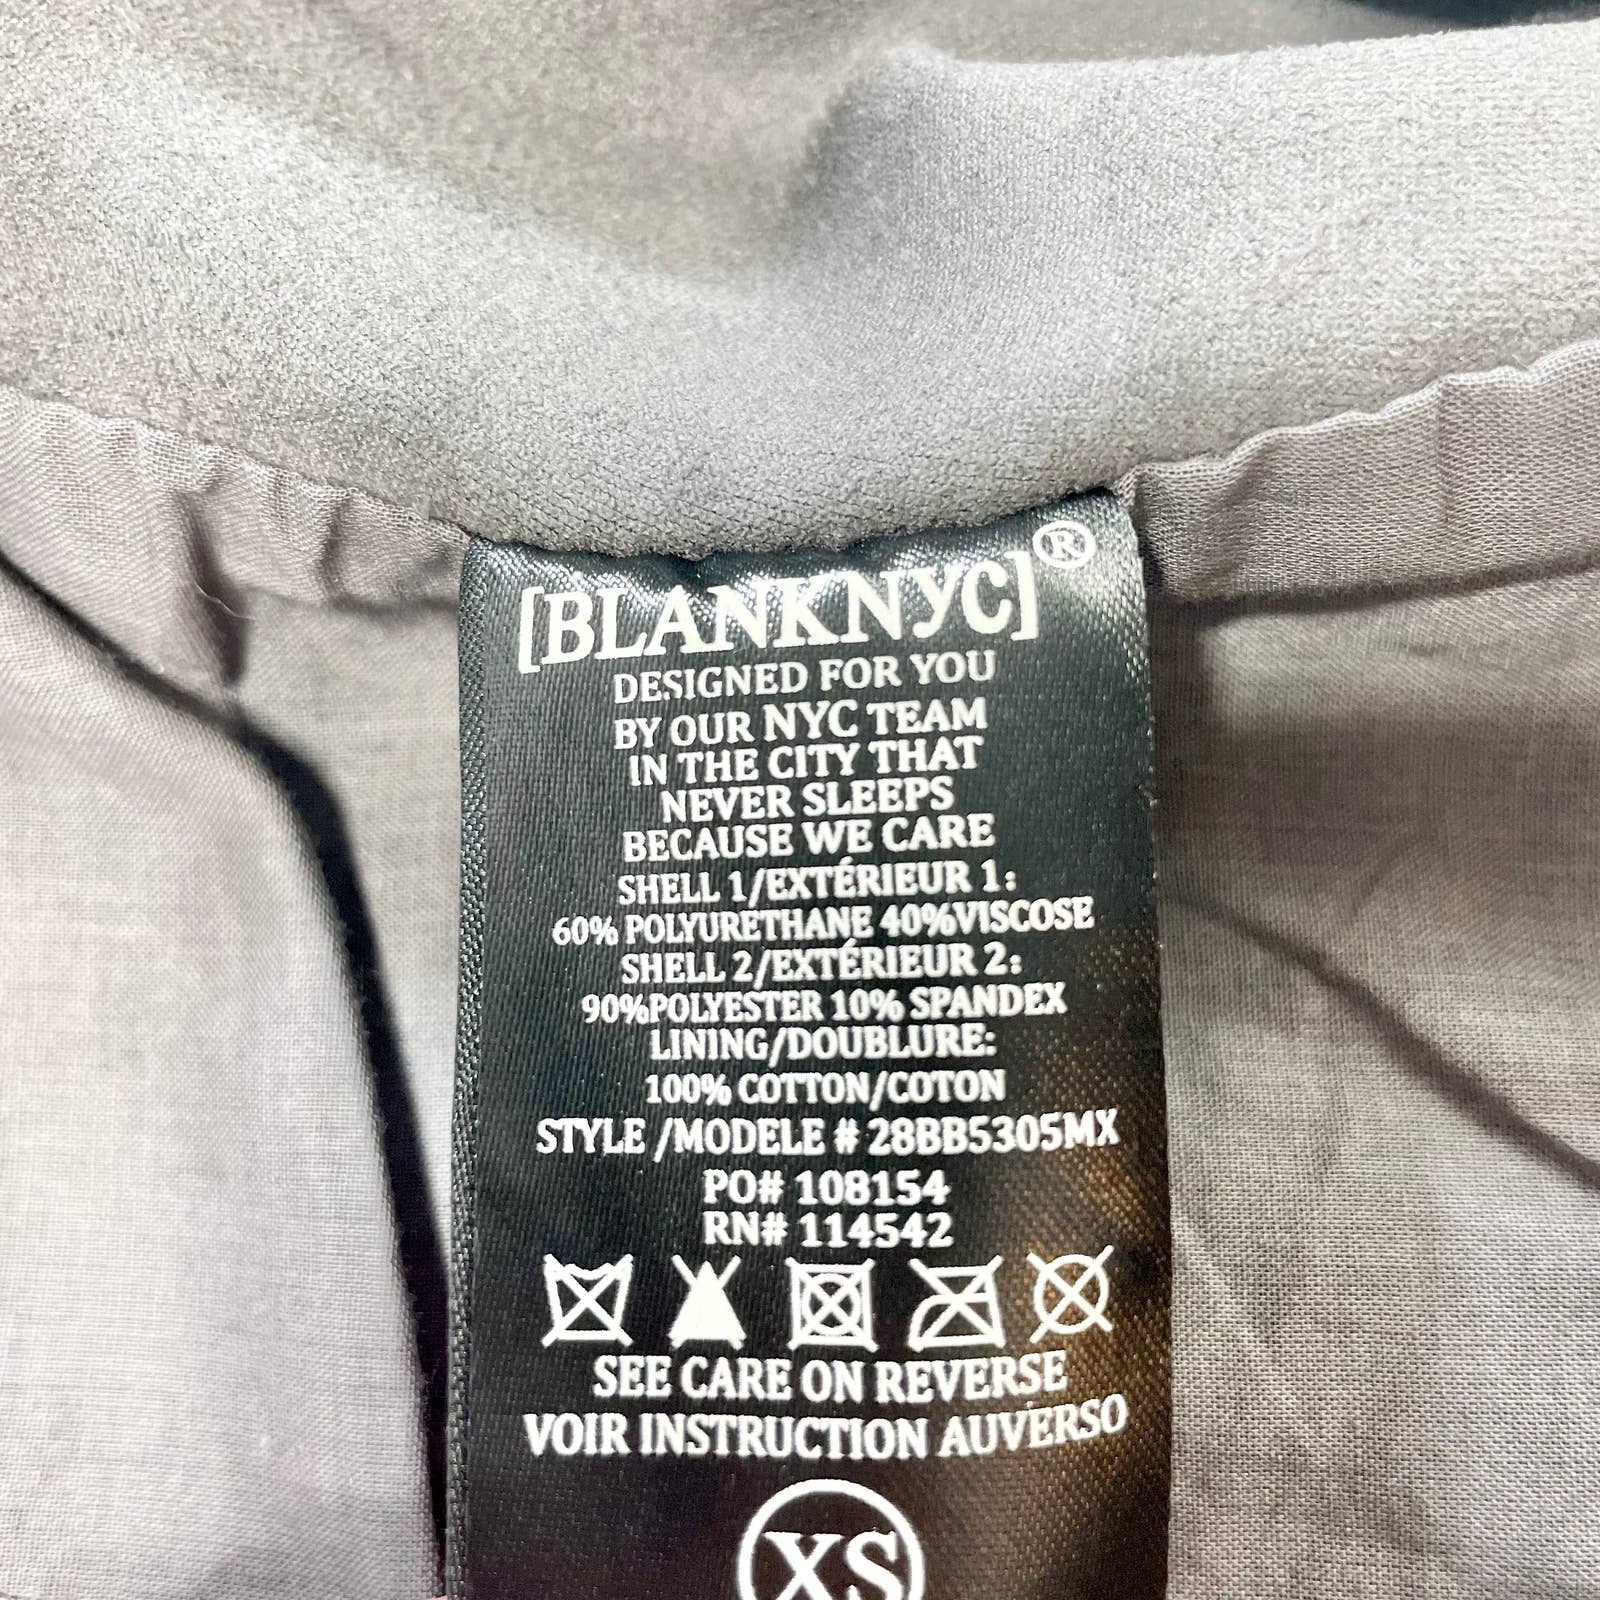 [BLANKNYC]®
DESIGNED FOR YOU
BY OUR NYC TEAM
IN THE CITY THAT
NEVER SLEEPS
BECAUSE WE CARE
SHELL 1/EXTÉRIEUR 1:
60% POLYURETHANE 40%VISCOSE
SHELL 2/EXTÉRIEUR 2:
90%POLYESTER 10% SPANDEX
LINING/DOUBLURE:
100% COTTON/COTON
STYLE /MODELE # 28BB5305MX
PO# 108154
RN# 114542
SEE CARE ON REVERSE
VOIR INSTRUCTION AUVERSO
XS